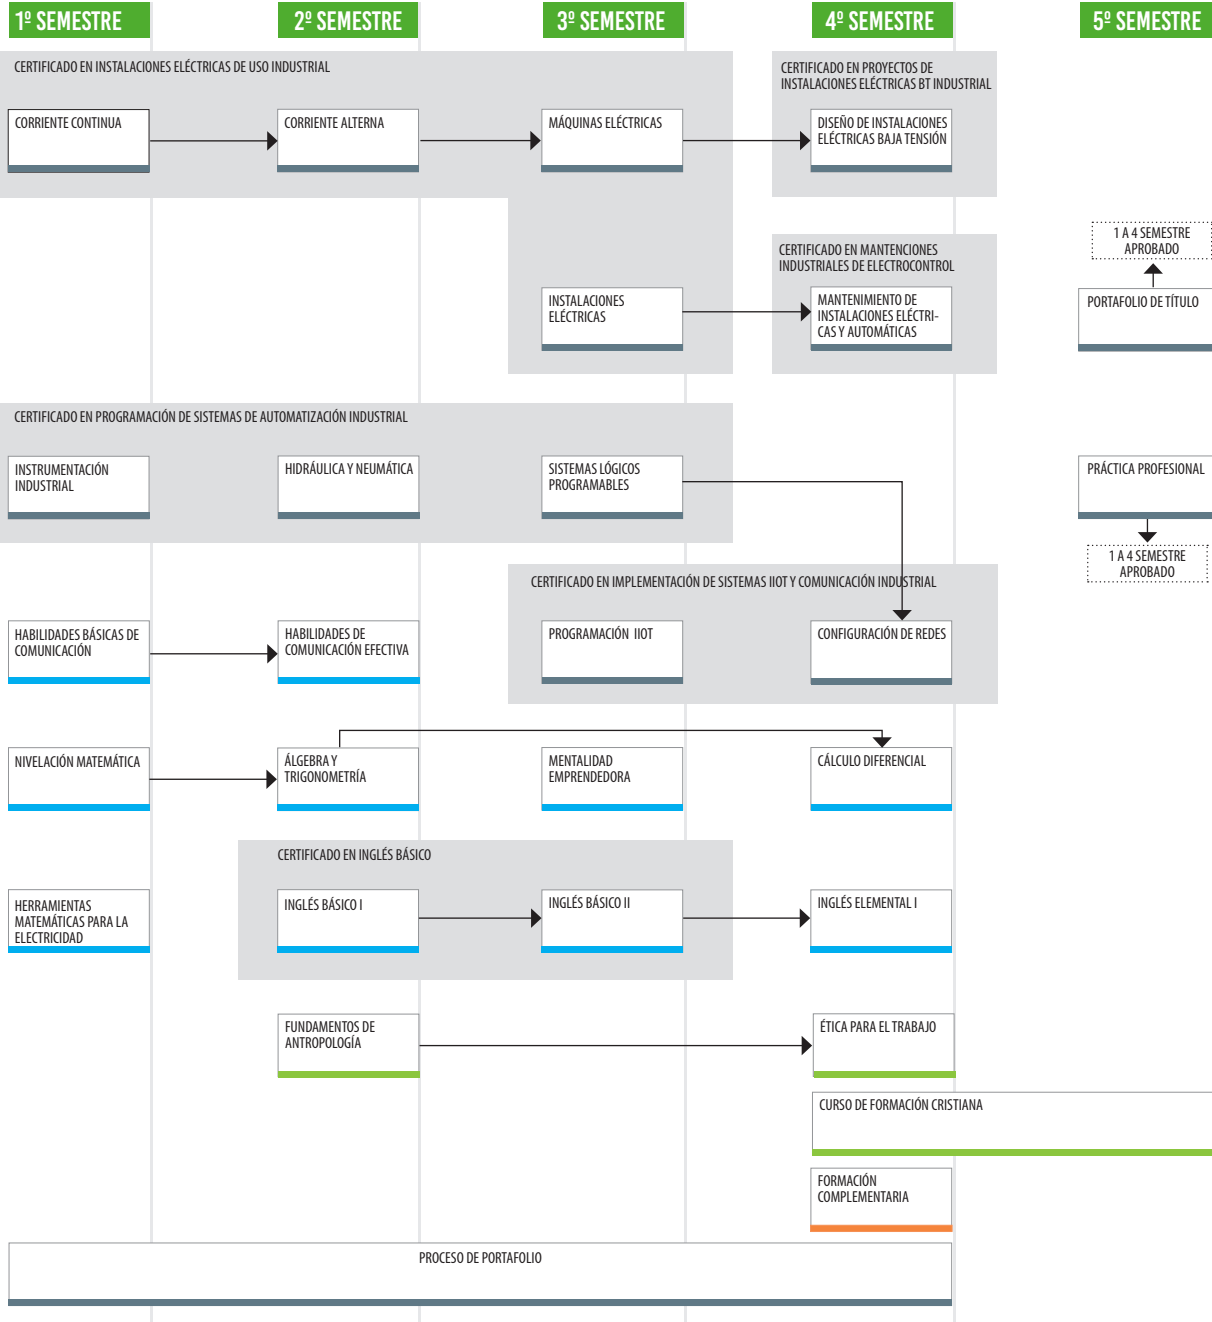 1º SEMESTRE
2º SEMESTRE
3º SEMESTRE
4º SEMESTRE
5º SEMESTRE
CERTIFICADO EN INSTALACIONES ELÉCTRICAS DE USO INDUSTRIAL
CERTIFICADO EN PROYECTOS DE
INSTALACIONES ELÉCTRICAS BT INDUSTRIAL
CORRIENTE CONTINUA
CORRIENTE ALTERNA
MÁQUINAS ELÉCTRICAS
DISEÑO DE INSTALACIONES
ELÉCTRICAS BAJA TENSIÓN
1 A 4 SEMESTRE
APROBADO
CERTIFICADO EN MANTENCIONES
INDUSTRIALES DE ELECTROCONTROL
INSTALACIONES
ELÉCTRICAS
MANTENIMIENTO DE
INSTALACIONES ELÉCTRI-
CAS Y AUTOMÁTICAS
PORTAFOLIO DE TÍTULO
CERTIFICADO EN PROGRAMACIÓN DE SISTEMAS DE AUTOMATIZACIÓN INDUSTRIAL
INSTRUMENTACIÓN
INDUSTRIAL
HIDRÁULICA Y NEUMÁTICA
SISTEMAS LÓGICOS
PROGRAMABLES
PRÁCTICA PROFESIONAL
1 A 4 SEMESTRE
APROBADO
CERTIFICADO EN IMPLEMENTACIÓN DE SISTEMAS IIOT Y COMUNICACIÓN INDUSTRIAL
HABILIDADES BÁSICAS DE
COMUNICACIÓN
HABILIDADES DE
COMUNICACIÓN EFECTIVA
PROGRAMACIÓN IIOT
CONFIGURACIÓN DE REDES
NIVELACIÓN MATEMÁTICA
ÁLGEBRA Y
TRIGONOMETRÍA
MENTALIDAD
EMPRENDEDORA
CÁLCULO DIFERENCIAL
CERTIFICADO EN INGLÉS BÁSICO
HERRAMIENTAS
MATEMÁTICAS PARA LA
ELECTRICIDAD
INGLÉS BÁSICO I
INGLÉS BÁSICO II
INGLÉS ELEMENTAL I
FUNDAMENTOS DE
ANTROPOLOGÍA
ÉTICA PARA EL TRABAJO
CURSO DE FORMACIÓN CRISTIANA
FORMACIÓN
COMPLEMENTARIA
PROCESO DE PORTAFOLIO